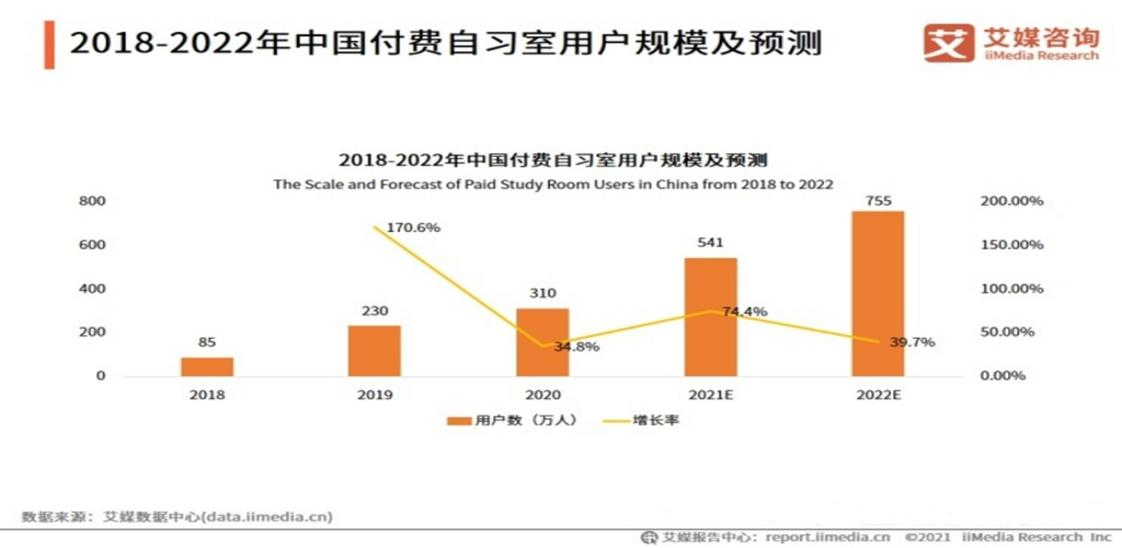 2018-2022年中国付费自习室用户规模及预测
艾媒咨询
iiMedia Research
2018-2022年中国付费自习室用户规模及预测
The Scale and Forecast of Paid Study Room Users in China from 2018 to 2022
800 755 200.00%
170.6%
600 541 150.00%
400 310 100.00%
230 74.4%
200 85 34.8% 39.7% 50.00%
0 0.00%
2018 2019 2020 2021E 2022E
用户数（万人） 增长率
数据来源：艾媒数据中心(data.iimedia.cn)
艾媒报告中心：report.iimedia.cn ©2021 iiMedia Research Inc